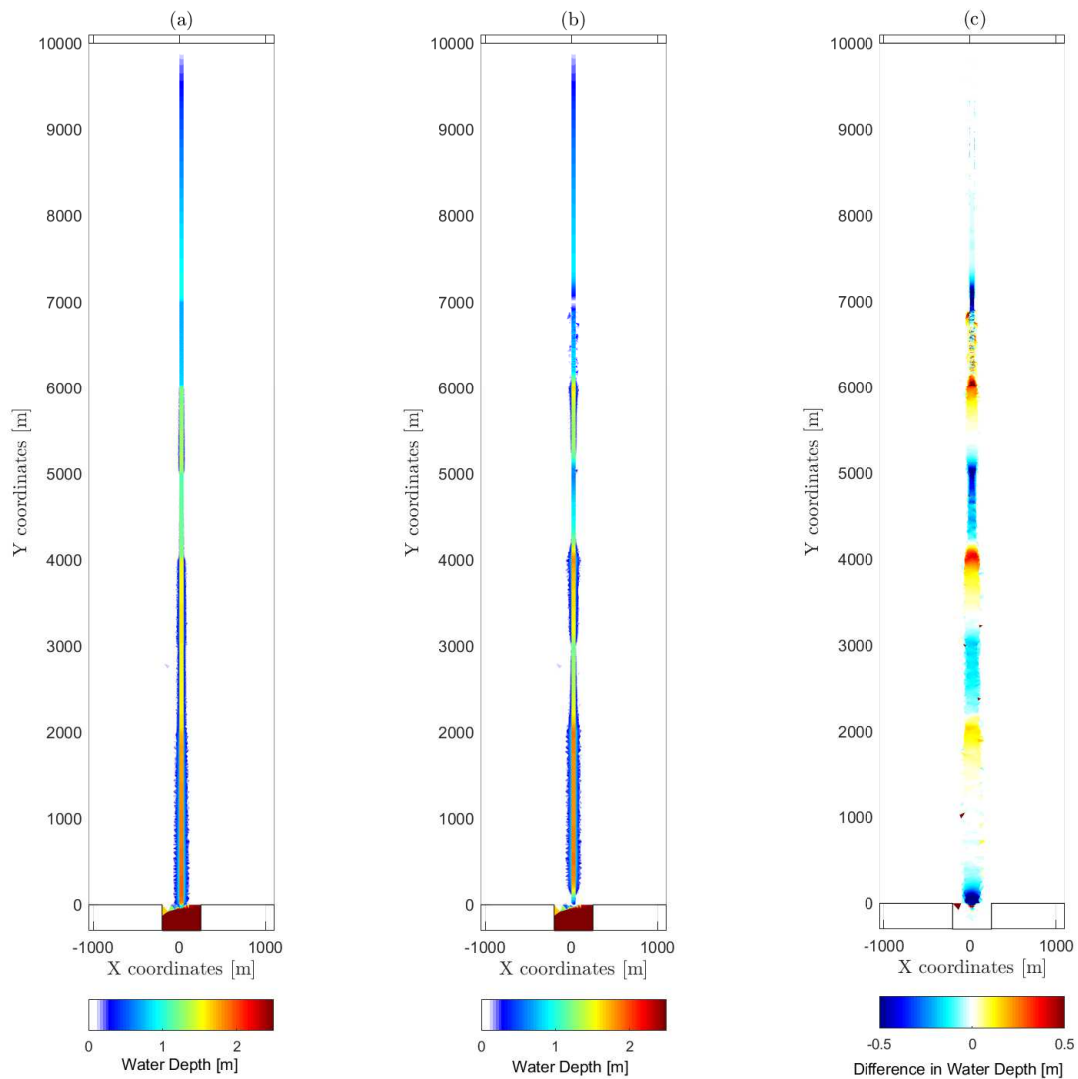 (a)
10000
9000
8000
7000
6000
5000
4000
3000
2000
1000
0
Y coordinates [m]
-1000 0 1000
X coordinates [m]
0 1 2
Water Depth [m]
(b)
10000
9000
8000
7000
6000
5000
4000
3000
2000
1000
0
Y coordinates [m]
-1000 0 1000
X coordinates [m]
0 1 2
Water Depth [m]
(c)
10000
9000
8000
7000
6000
5000
4000
3000
2000
1000
0
Y coordinates [m]
-1000 0 1000
X coordinates [m]
-0.5 0 0.5
Difference in Water Depth [m]